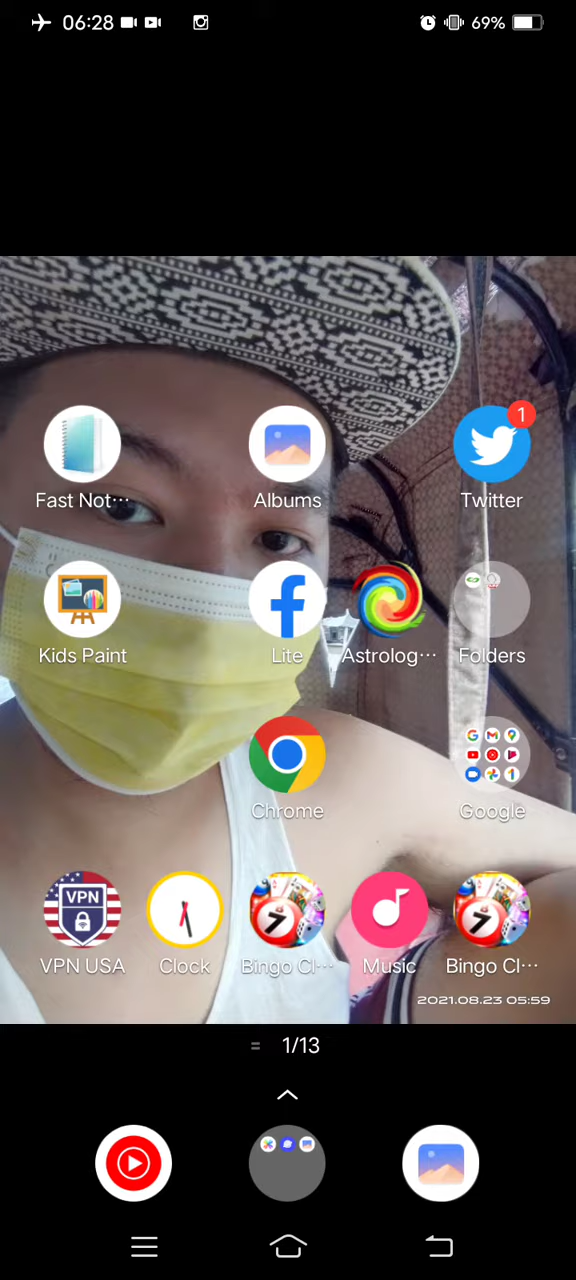 06:28 69%
1
Fast Not··· Albums Twitter
Kids Paint Lite Astrolog··· Folders
Chrome Google
VPN
VPN USA Clock Bingo Cl··· Music Bingo Cl···
2021.08.23 05:59
1/13